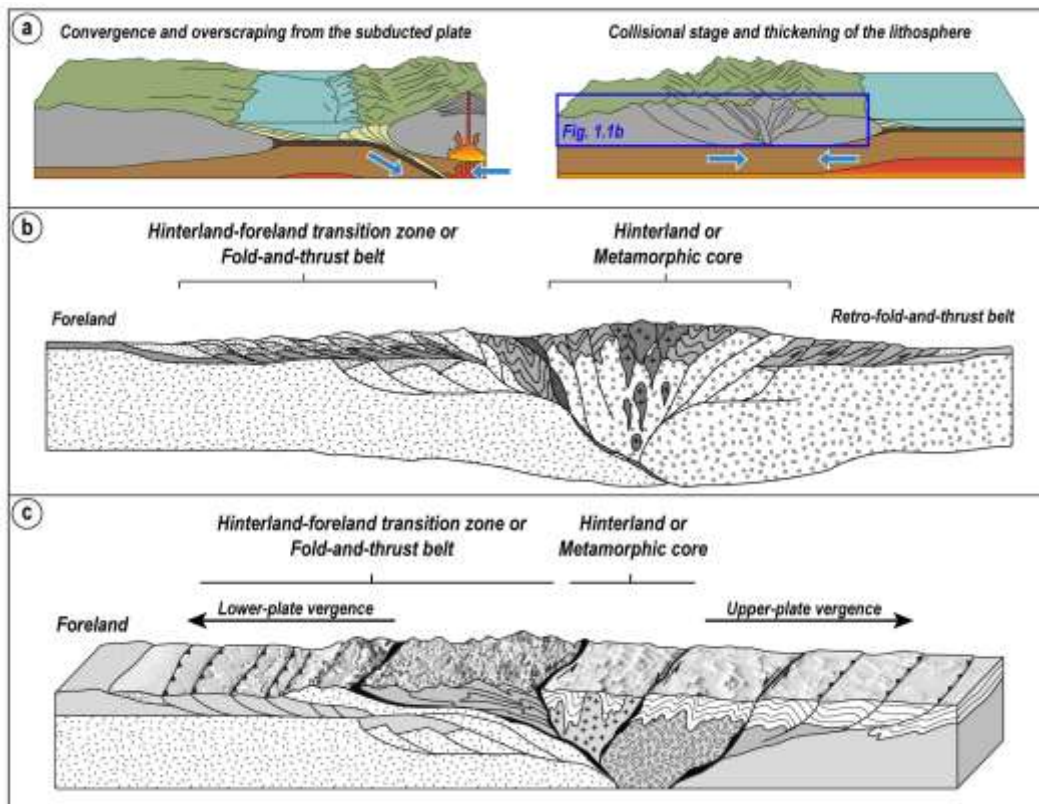 a
Convergence and overscraping from the subducted plate
Collisional stage and thickening of the lithosphere
Fig. 1.1b
b
Hinterland-foreland transition zone or
Fold-and-thrust belt
Hinterland or
Metamorphic core
Foreland
Retro-fold-and-thrust belt
c
Hinterland-foreland transition zone or
Fold-and-thrust belt
Hinterland or
Metamorphic core
Lower-plate vergence
Upper-plate vergence
Foreland